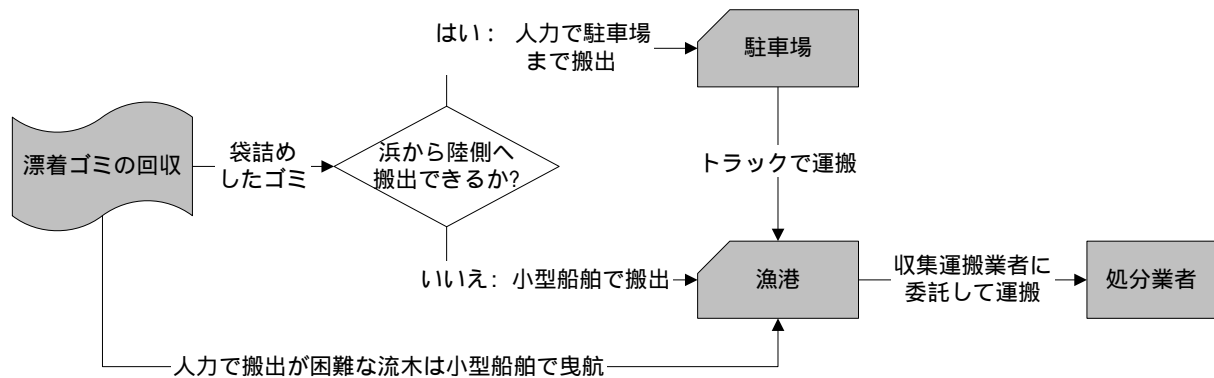 はい： 人力で駐車場
まで搬出
駐車場
漂着ゴミの回収
袋詰め
したゴミ
浜から陸側へ
搬出できるか?
トラックで運搬
いいえ： 小型船舶で搬出
漁港
収集運搬業者に
委託して運搬
処分業者
人力で搬出が困難な流木は小型船舶で曳航